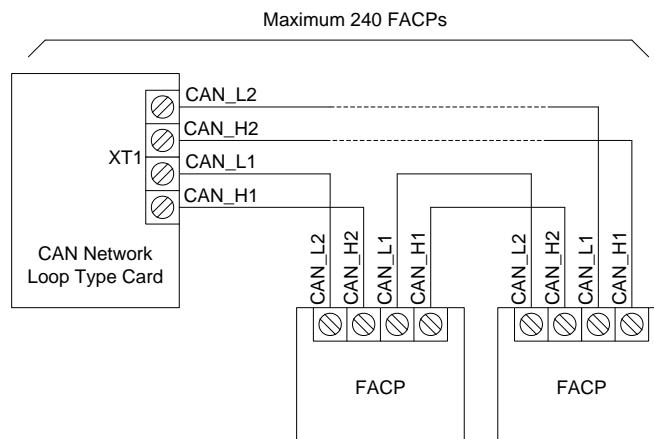 Maximum 240 FACPs
CAN_L2
CAN_H2
XT1
CAN_L1
CAN_H1
CAN Network
Loop Type Card
CAN_L2
CAN_H2
CAN_L1
CAN_H1
CAN_L2
CAN_H2
CAN_L1
CAN_H1
FACP
FACP